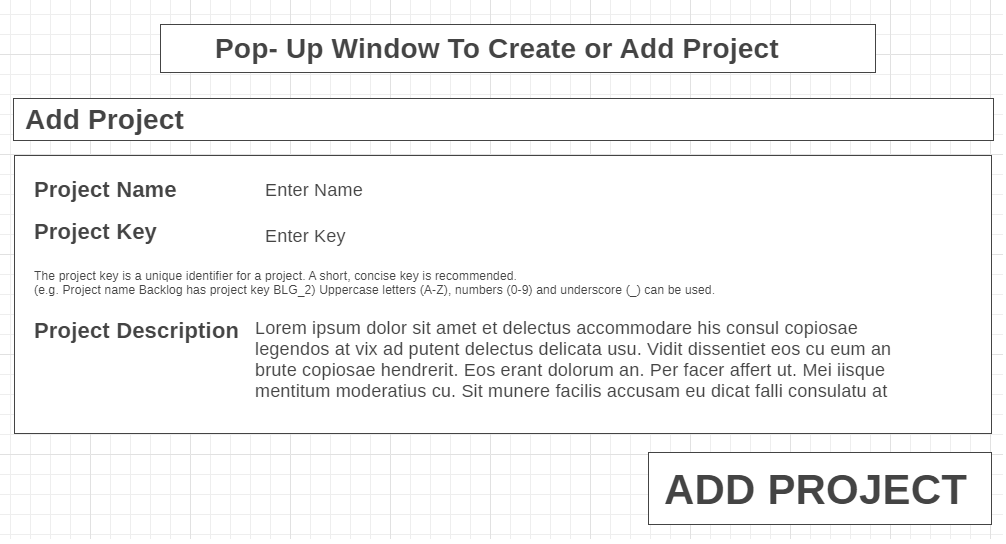 Pop- Up Window To Create or Add Project
Add Project
Project Name
Enter Name
Project Key
Enter Key
The project key is a unique identifier for a project. A short, concise key is recommended.
(e.g. Project name Backlog has project key BLG_2) Uppercase letters (A-Z), numbers (0-9) and underscore (_) can be used.
Project Description
Lorem ipsum dolor sit amet et delectus accommodare his consul copiosae
legendos at vix ad putent delectus delicata usu. Vidit dissentiet eos cu eum an
brute copiosae hendrerit. Eos erant dolorum an. Per facer affert ut. Mei iisque
mentitum moderatius cu. Sit munere facilis accusam eu dicat falli consulatu at
ADD PROJECT